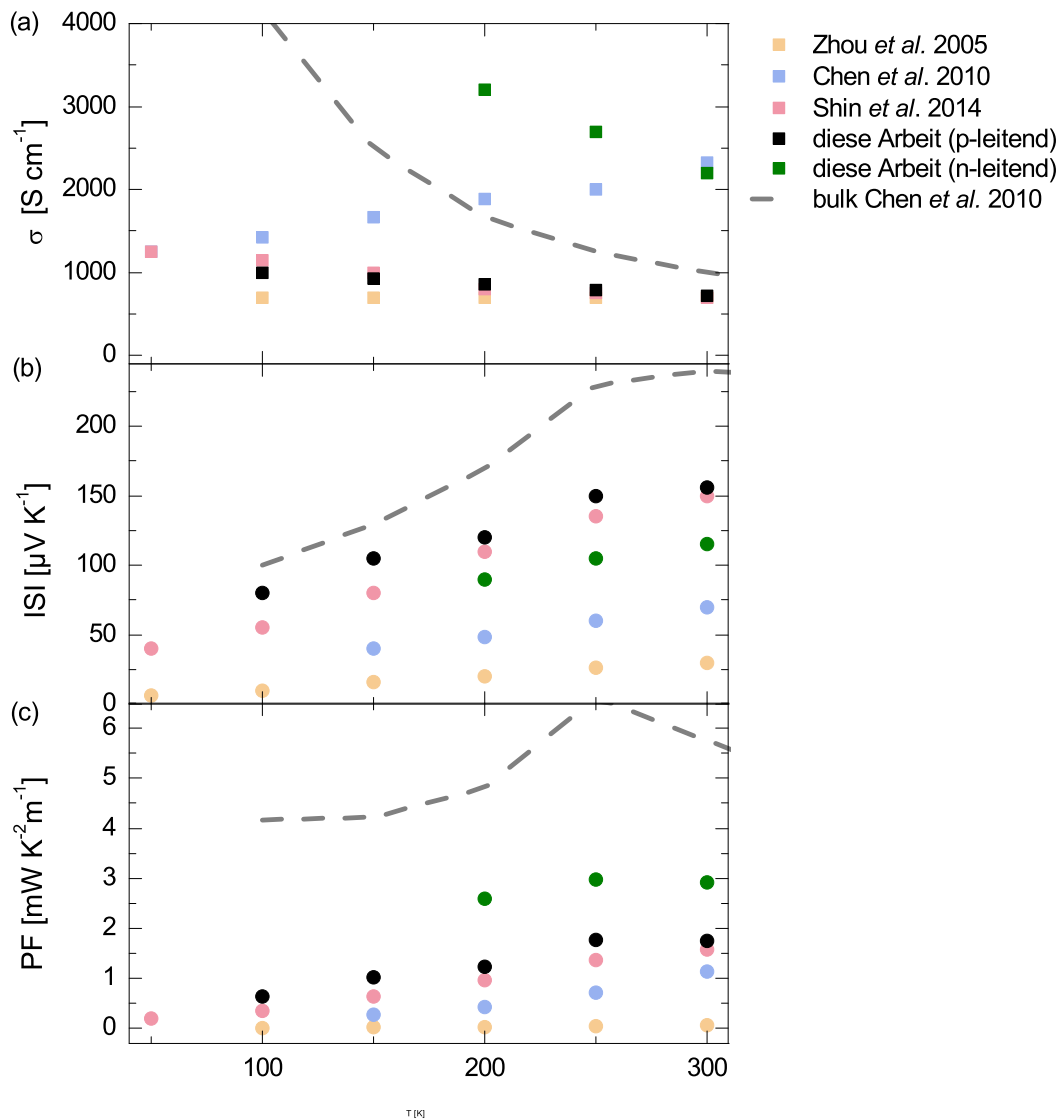 (a)
4000
3000
2000
1000
0
σ [S cm⁻¹]
Zhou et al. 2005
Chen et al. 2010
Shin et al. 2014
diese Arbeit (p-leitend)
diese Arbeit (n-leitend)
bulk Chen et al. 2010
(b)
200
150
100
50
0
ISI [µV K⁻¹]
(c)
6
5
4
3
2
1
0
PF [mW K⁻²m⁻¹]
100
200
300
T [K]